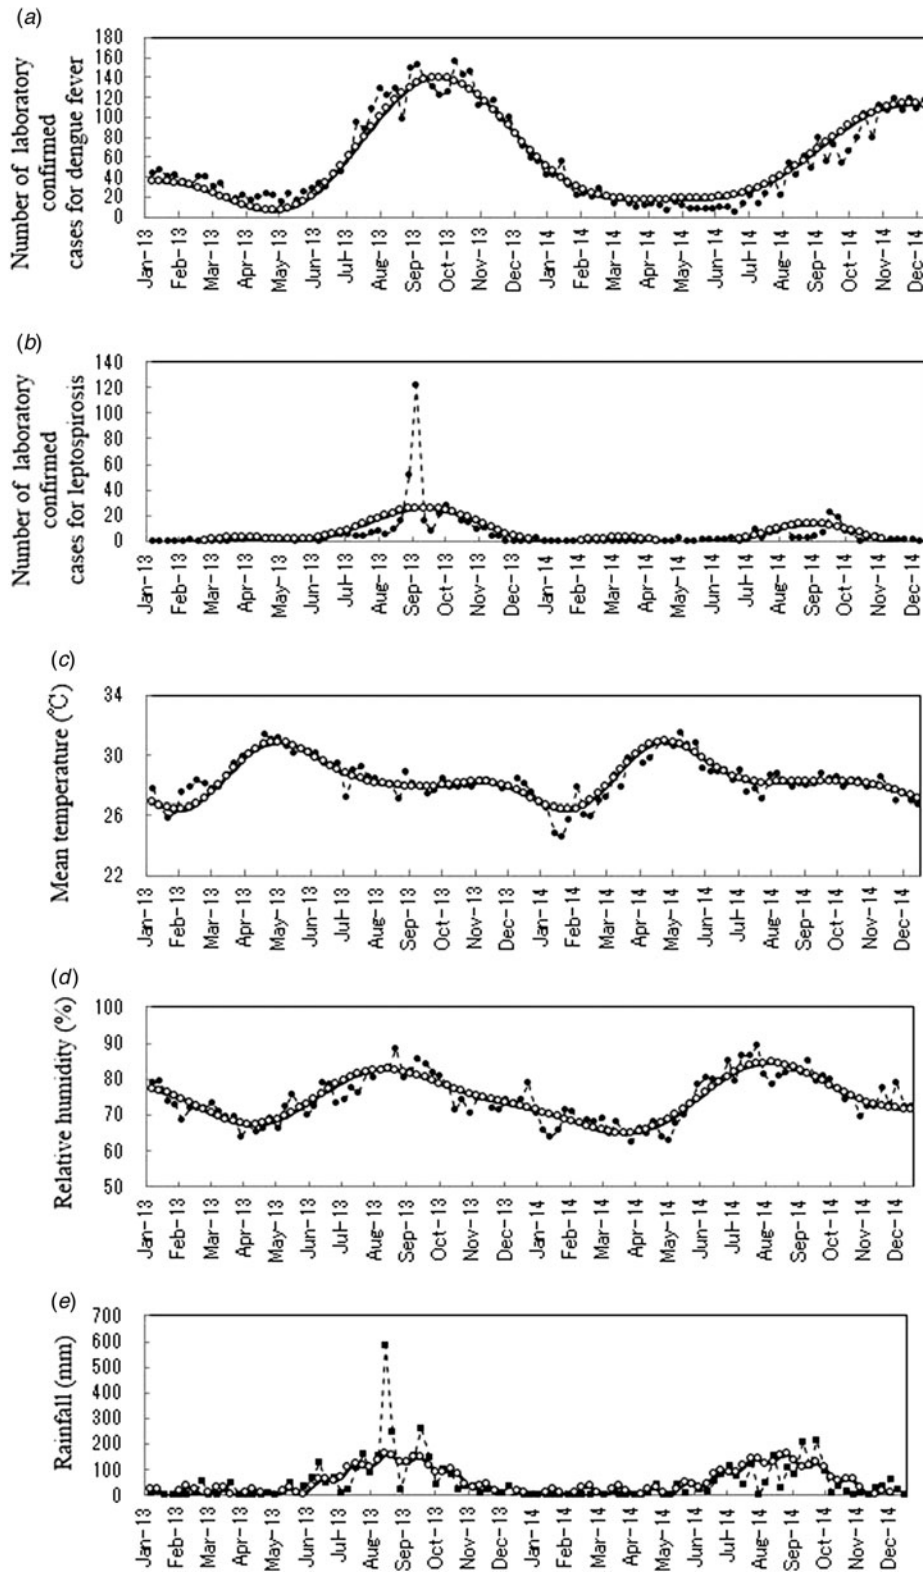 (a)
Number of laboratory
confirmed
cases for dengue fever
180
160
140
120
100
80
60
40
20
0
Jan-13
Feb-13
Mar-13
Apr-13
May-13
Jun-13
Jul-13
Aug-13
Sep-13
Oct-13
Nov-13
Dec-13
Jan-14
Feb-14
Mar-14
Apr-14
May-14
Jun-14
Jul-14
Aug-14
Sep-14
Oct-14
Nov-14
Dec-14
(b)
Number of laboratory
confirmed
cases for leptospirosis
140
120
100
80
60
40
20
0
Jan-13
Feb-13
Mar-13
Apr-13
May-13
Jun-13
Jul-13
Aug-13
Sep-13
Oct-13
Nov-13
Dec-13
Jan-14
Feb-14
Mar-14
Apr-14
May-14
Jun-14
Jul-14
Aug-14
Sep-14
Oct-14
Nov-14
Dec-14
(c)
Mean temperature (℃)
34
30
26
22
Jan-13
Feb-13
Mar-13
Apr-13
May-13
Jun-13
Jul-13
Aug-13
Sep-13
Oct-13
Nov-13
Dec-13
Jan-14
Feb-14
Mar-14
Apr-14
May-14
Jun-14
Jul-14
Aug-14
Sep-14
Oct-14
Nov-14
Dec-14
(d)
Relative humidity (%)
100
90
80
70
60
50
Jan-13
Feb-13
Mar-13
Apr-13
May-13
Jun-13
Jul-13
Aug-13
Sep-13
Oct-13
Nov-13
Dec-13
Jan-14
Feb-14
Mar-14
Apr-14
May-14
Jun-14
Jul-14
Aug-14
Sep-14
Oct-14
Nov-14
Dec-14
(e)
Rainfall (mm)
700
600
500
400
300
200
100
0
Jan-13
Feb-13
Mar-13
Apr-13
May-13
Jun-13
Jul-13
Aug-13
Sep-13
Oct-13
Nov-13
Dec-13
Jan-14
Feb-14
Mar-14
Apr-14
May-14
Jun-14
Jul-14
Aug-14
Sep-14
Oct-14
Nov-14
Dec-14